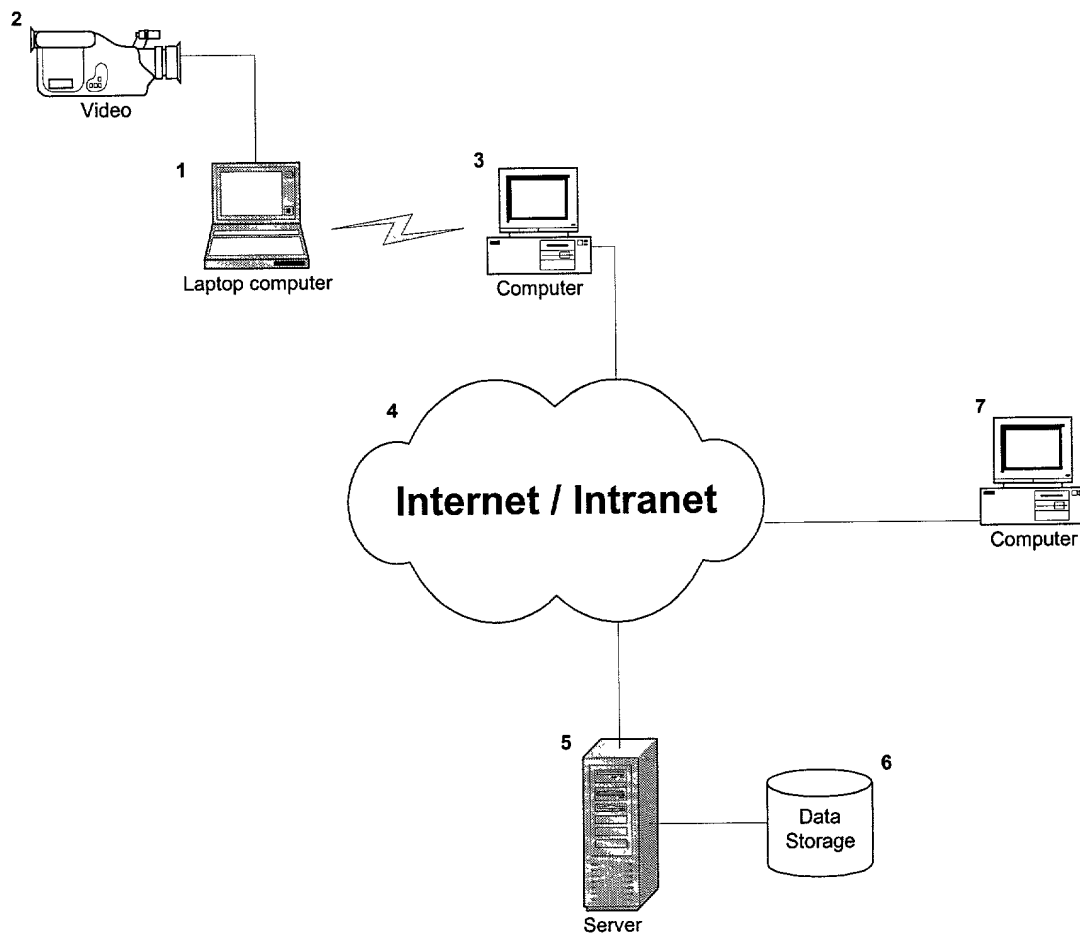 2
Video
1
Laptop computer
3
Computer
4
Internet / Intranet
7
Computer
5
Server
6
Data
Storage